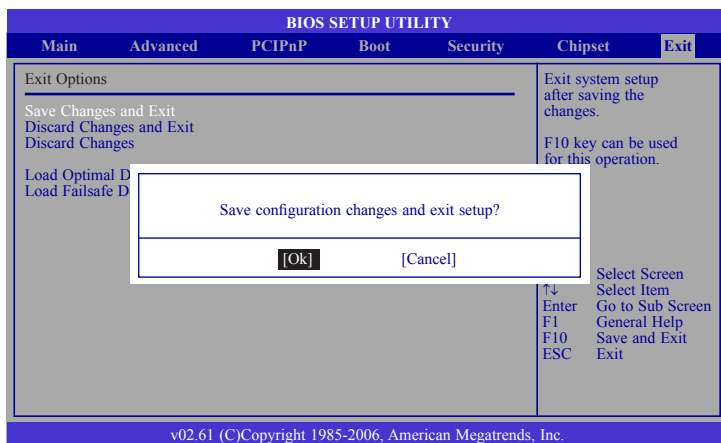 BIOS SETUP UTILITY
Main Advanced PCIPnP Boot Security Chipset Exit
Exit Options
Save Changes and Exit
Discard Changes and Exit
Discard Changes
Load Optimal D
Load Failsafe D
Save configuration changes and exit setup?
[Ok] [Cancel]
Exit system setup
after saving the
changes.
F10 key can be used
for this operation.
Select Screen
↑↓ Select Item
Enter Go to Sub Screen
F1 General Help
F10 Save and Exit
ESC Exit
v02.61 (C)Copyright 1985-2006, American Megatrends, Inc.